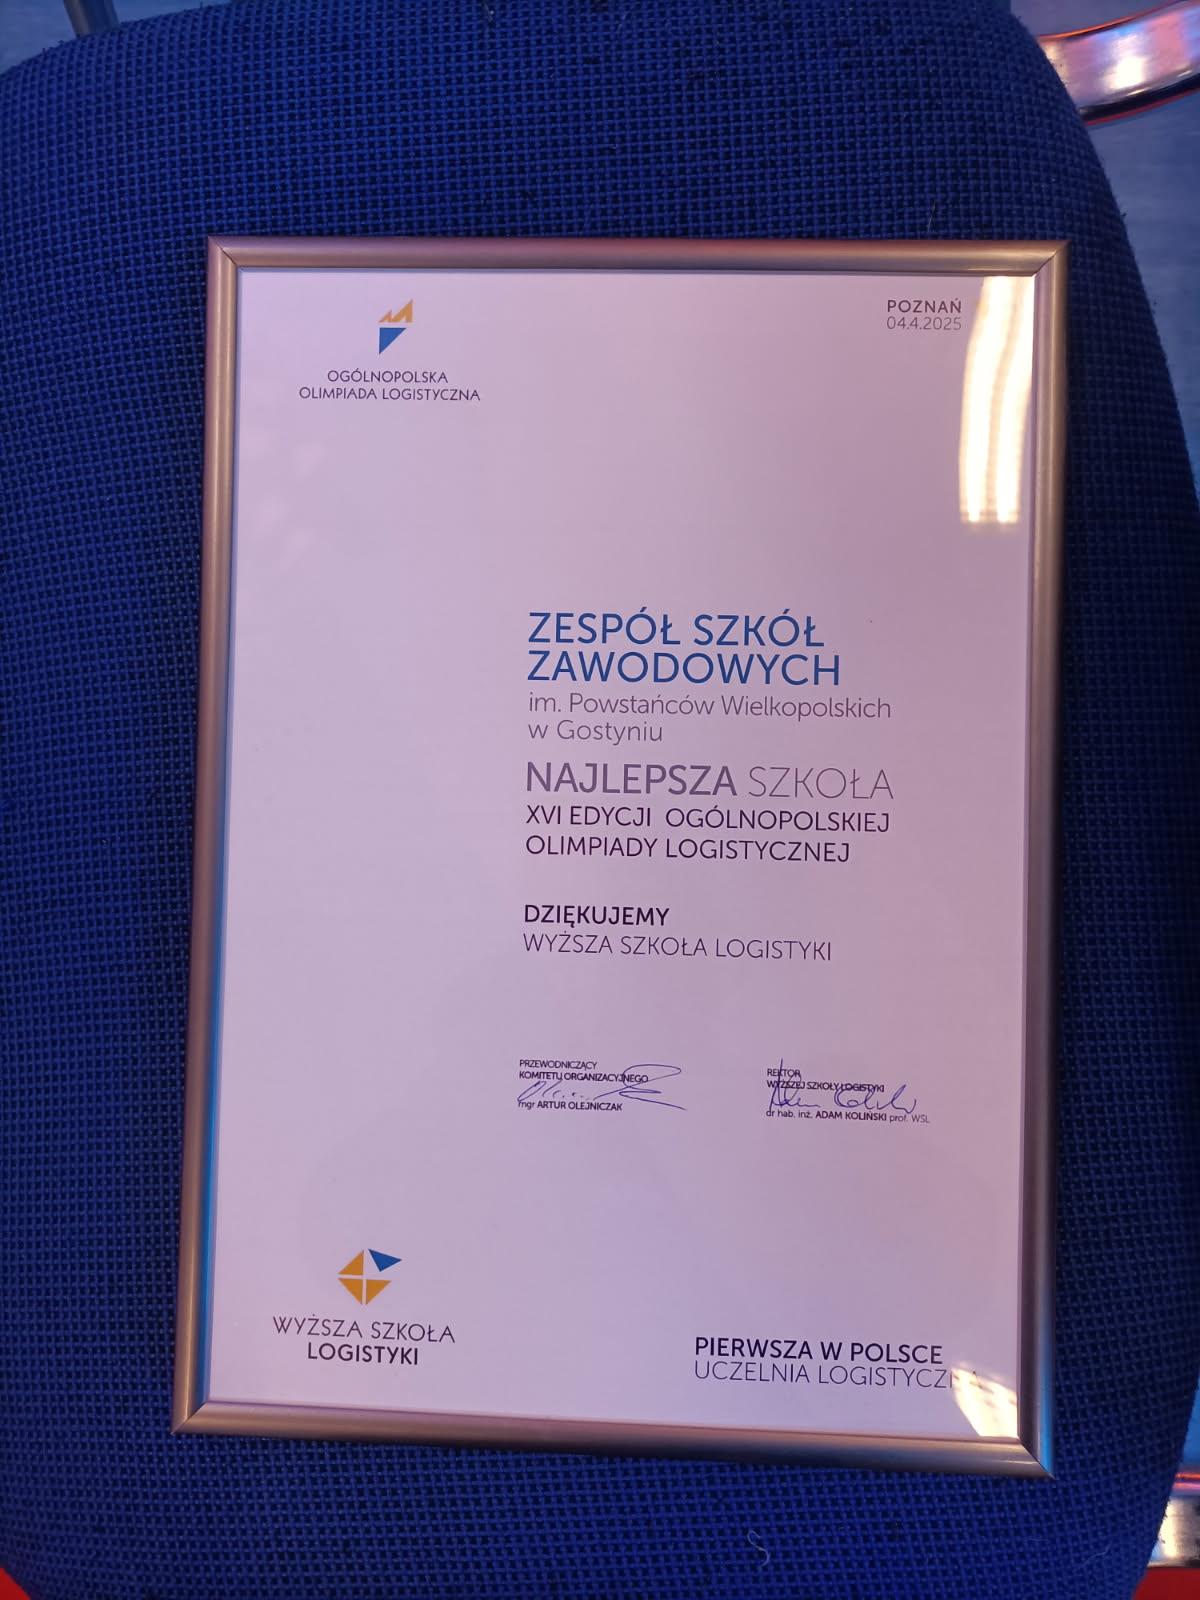 OGÓLNOPOLSKA
OLIMPIADA LOGISTYCZNA
POZNAŃ
04.4.2025
ZESPÓŁ SZKÓŁ
ZAWODOWYCH
im. Powstańców Wielkopolskich
w Gostyniu
NAJLEPSZA SZKOŁA
XVI EDYCJI OGÓLNOPOLSKIEJ
OLIMPIADY LOGISTYCZNEJ
DZIĘKUJEMY
WYŻSZA SZKOŁA LOGISTYKI
PRZEWODNICZĄCY
KOMITETU ORGANIZACYJNEGO
mgr ARTUR OLEJNICZAK
REKTOR
WYŻSZEJ SZKOŁY LOGISTYKI
dr hab. inż. ADAM KOLIŃSKI prof. WSL
WYŻSZA SZKOŁA
LOGISTYKI
PIERWSZA W POLSCE
UCZELNIA LOGISTYCZNA